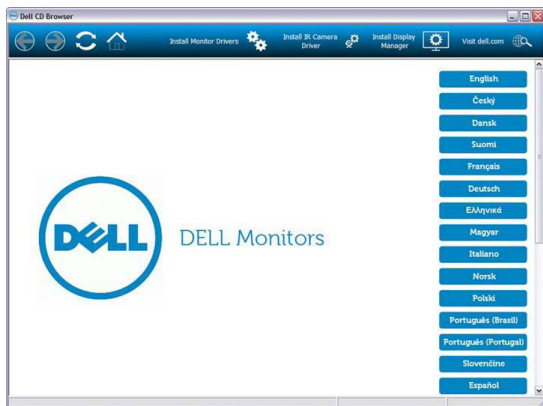 Dell CD Browser
Install Monitor Drivers
Install IR Camera
Driver
Install Display
Manager
Visit dell.com
DELL
DELL Monitors
English
Český
Dansk
Suomi
Français
Deutsch
Ελληνικά
Magyar
Italiano
Norsk
Polski
Português (Brasil)
Português (Portugal)
Slovenčine
Español